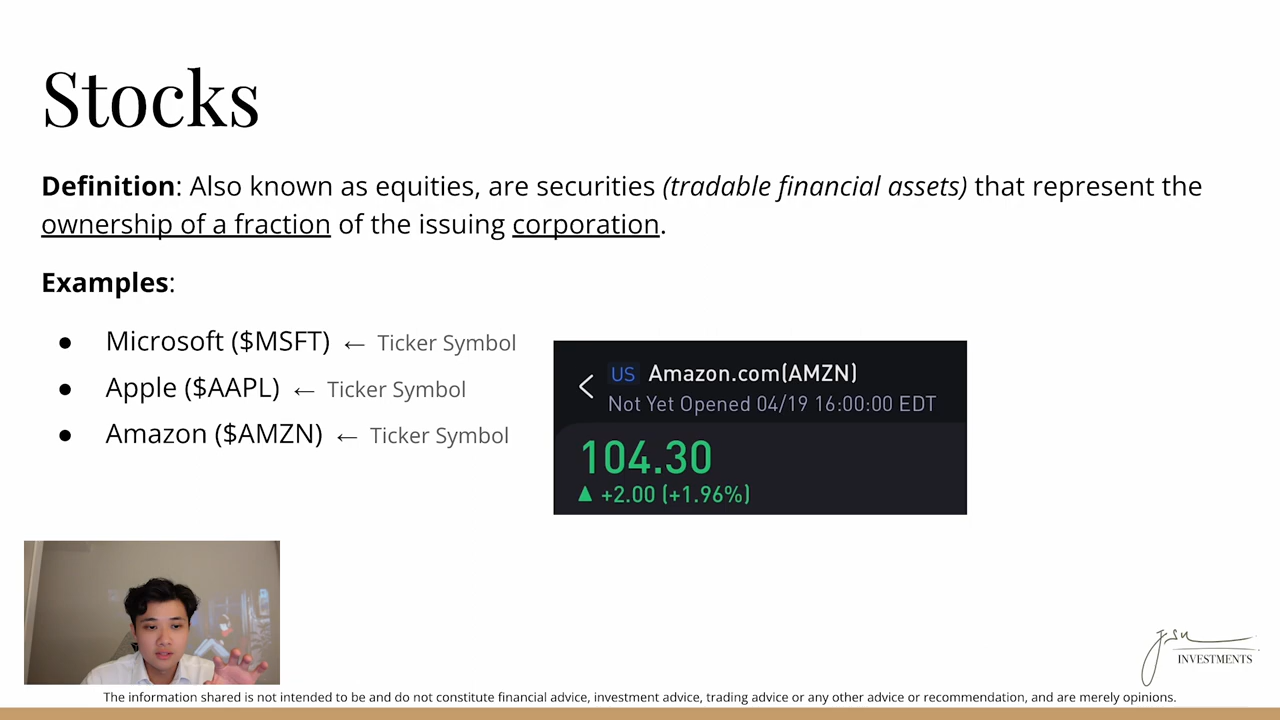 Stocks
Definition: Also known as equities, are securities (tradable financial assets) that represent the
ownership of a fraction of the issuing corporation.
Examples:
● Microsoft ($MSFT) ← Ticker Symbol
● Apple ($AAPL) ← Ticker Symbol
● Amazon ($AMZN) ← Ticker Symbol
US Amazon.com(AMZN)
Not Yet Opened 04/19 16:00:00 EDT
104.30
▲ +2.00 (+1.96%)
INVESTMENTS
The information shared is not intended to be and do not constitute financial advice, investment advice, trading advice or any other advice or recommendation, and are merely opinions.